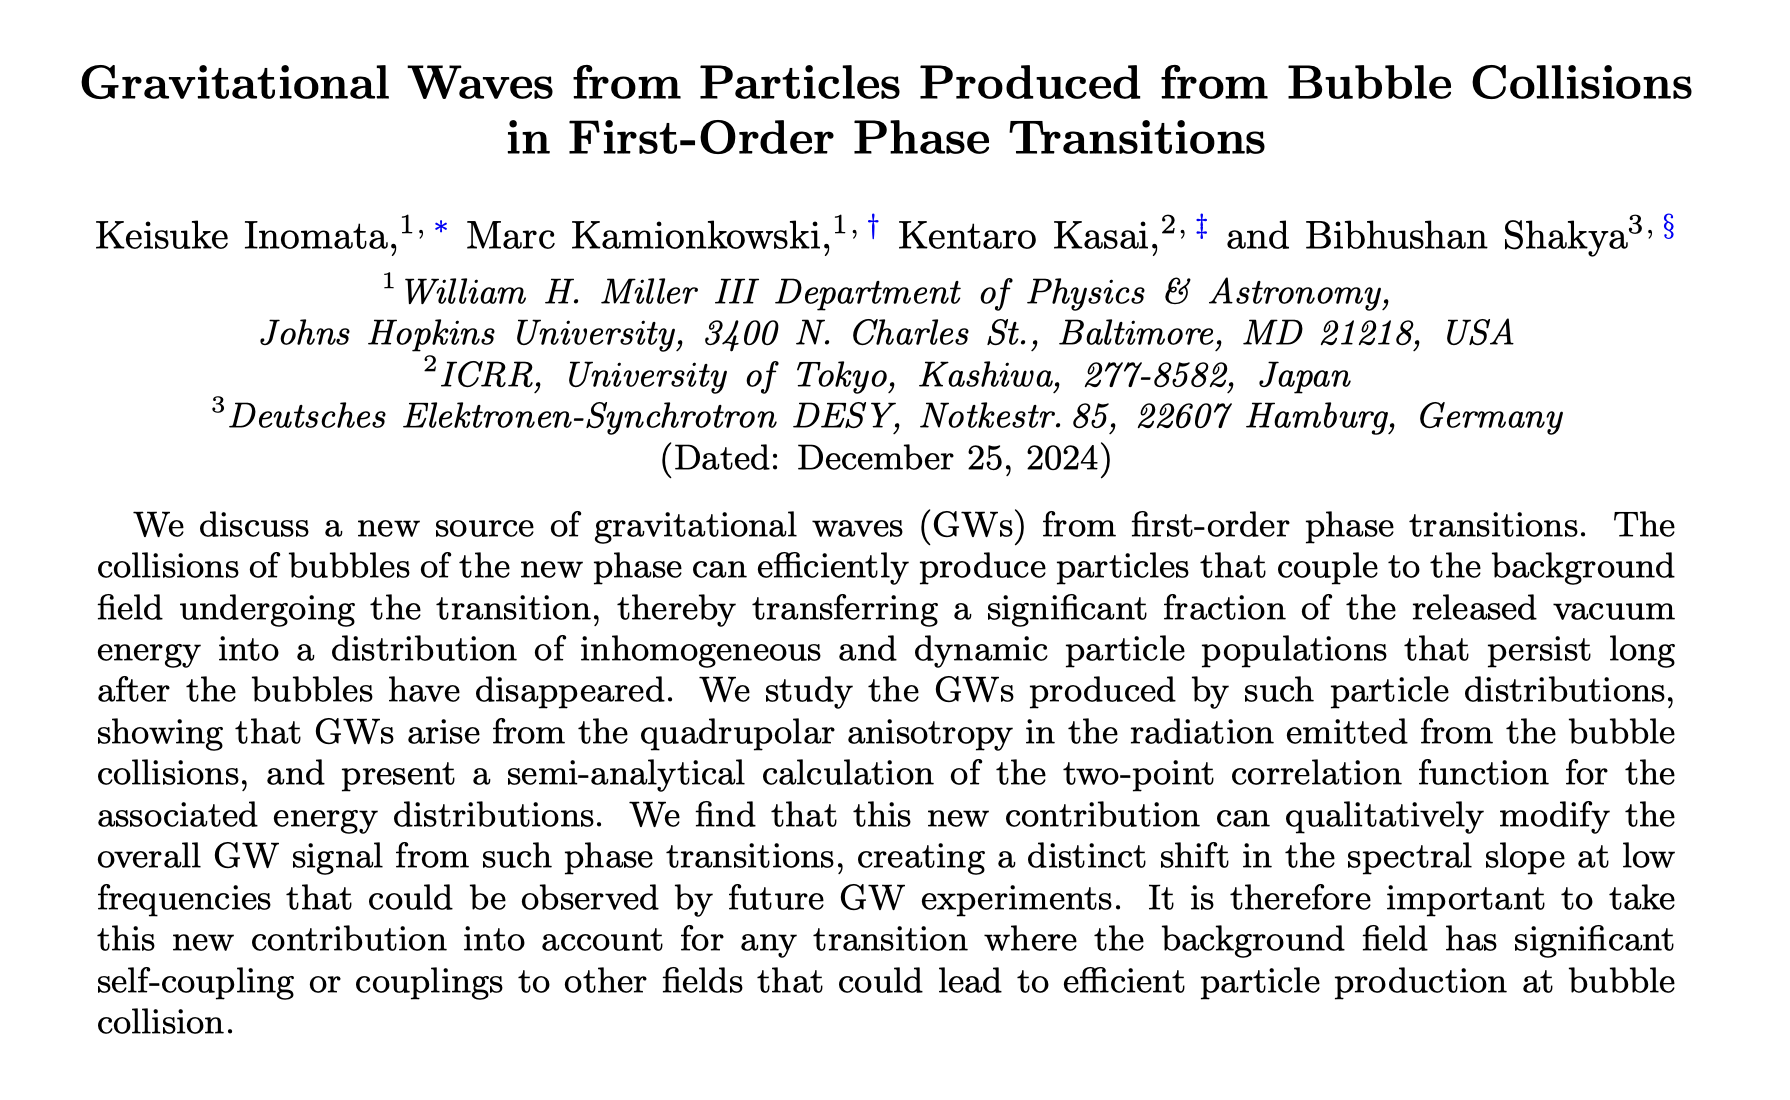 Gravitational Waves from Particles Produced from Bubble Collisions
in First-Order Phase Transitions
Keisuke Inomata,1, * Marc Kamionkowski,1, † Kentaro Kasai,2, ‡ and Bibhushan Shakya3, §
1 William H. Miller III Department of Physics & Astronomy,
Johns Hopkins University, 3400 N. Charles St., Baltimore, MD 21218, USA
2 ICRR, University of Tokyo, Kashiwa, 277-8582, Japan
3 Deutsches Elektronen-Synchrotron DESY, Notkestr. 85, 22607 Hamburg, Germany
(Dated: December 25, 2024)
We discuss a new source of gravitational waves (GWs) from first-order phase transitions. The
collisions of bubbles of the new phase can efficiently produce particles that couple to the background
field undergoing the transition, thereby transferring a significant fraction of the released vacuum
energy into a distribution of inhomogeneous and dynamic particle populations that persist long
after the bubbles have disappeared. We study the GWs produced by such particle distributions,
showing that GWs arise from the quadrupolar anisotropy in the radiation emitted from the bubble
collisions, and present a semi-analytical calculation of the two-point correlation function for the
associated energy distributions. We find that this new contribution can qualitatively modify the
overall GW signal from such phase transitions, creating a distinct shift in the spectral slope at low
frequencies that could be observed by future GW experiments. It is therefore important to take
this new contribution into account for any transition where the background field has significant
self-coupling or couplings to other fields that could lead to efficient particle production at bubble
collision.